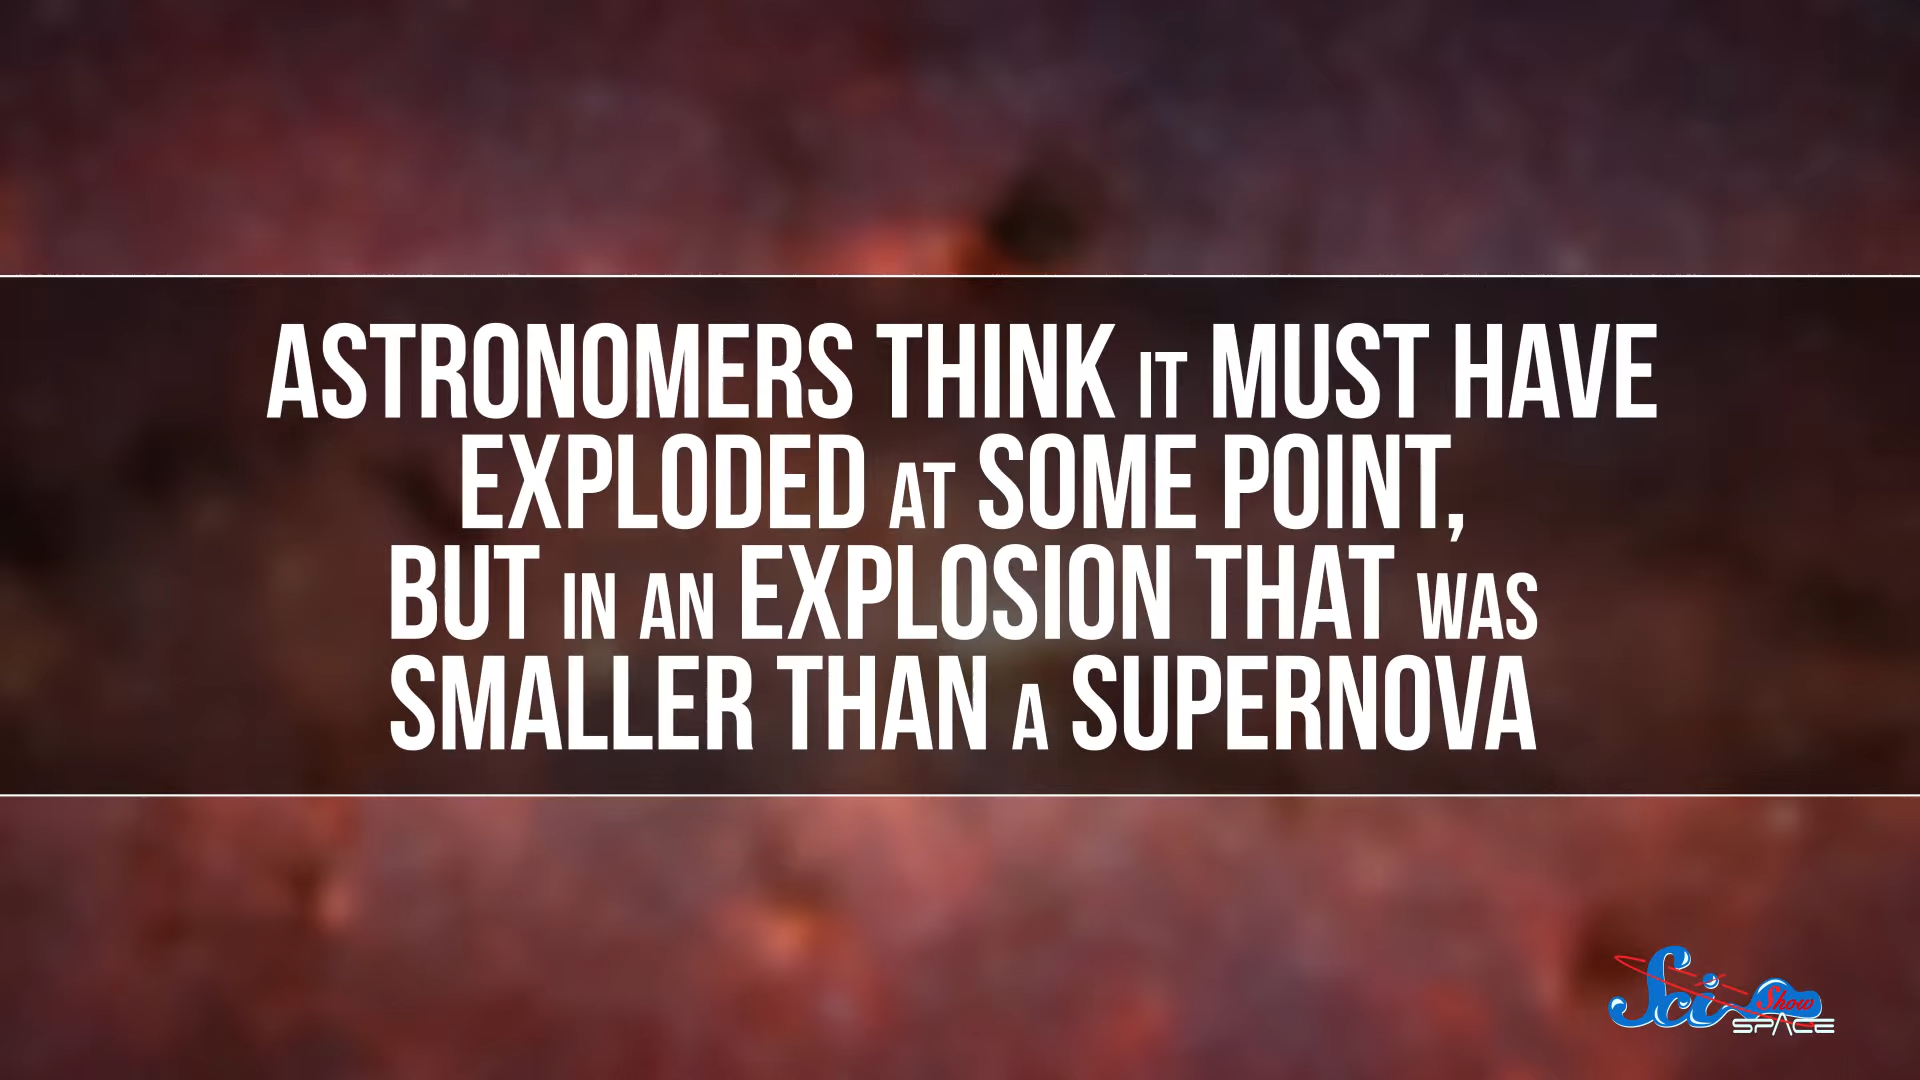 ASTRONOMERS THINK IT MUST HAVE
EXPLODED AT SOME POINT,
BUT IN AN EXPLOSION THAT WAS
SMALLER THAN A SUPERNOVA
Sci Show
SPACE